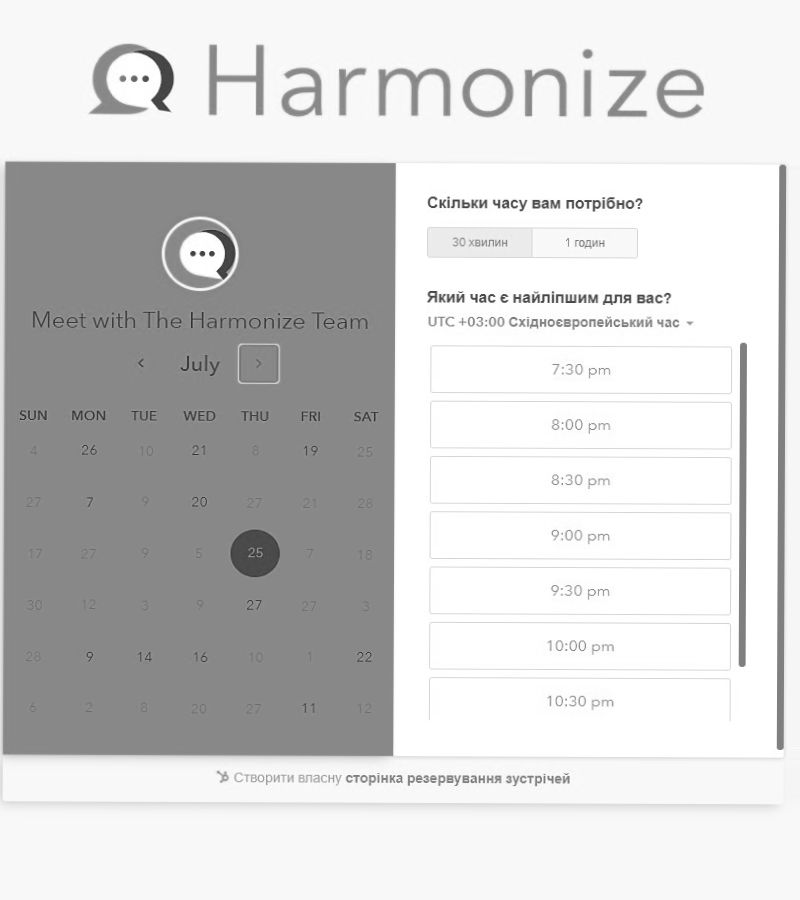 Harmonize
Meet with The Harmonize Team
July
SUN MON TUE WED THU FRI SAT
4 26 10 21 8 19 25
27 7 9 20 27 21 28
17 27 9 5 25 7 18
30 12 3 9 27 27 3
28 9 14 16 10 1 22
6 2 8 20 27 11 12
Скільки часу вам потрібно?
30 хвилин 1 годин
Який час є найліпшим для вас?
UTC +03:00 Східноєвропейський час
7:30 pm
8:00 pm
8:30 pm
9:00 pm
9:30 pm
10:00 pm
10:30 pm
Створити власну сторінка резервування зустрічей